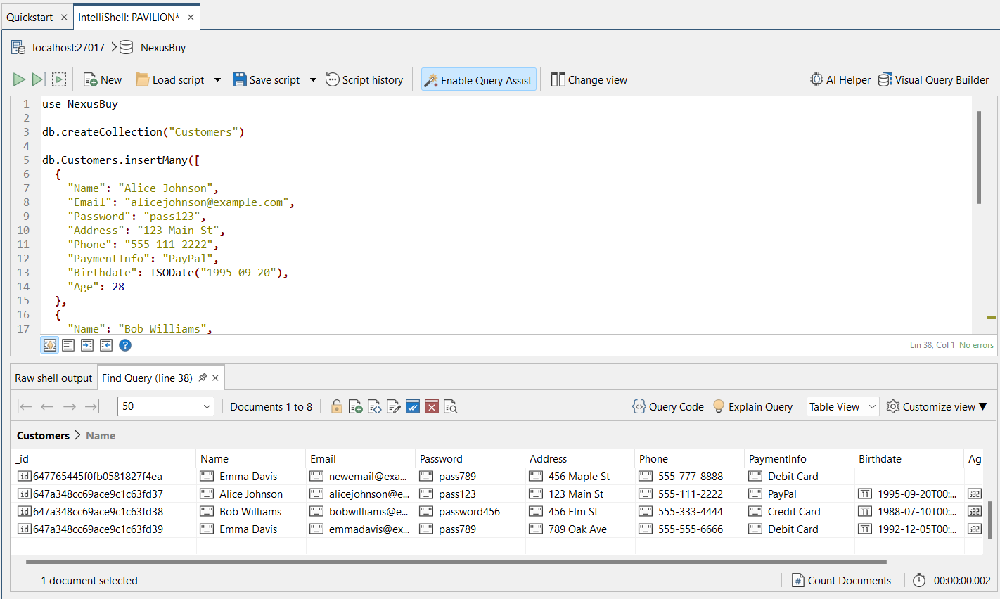 Quickstart × IntelliShell: PAVILION* ×
localhost:27017 NexusBuy
New Load script Save script Script history Enable Query Assist Change view AI Helper Visual Query Builder
1 use NexusBuy
2
3 db.createCollection("Customers")
4
5 db.Customers.insertMany([
6 {
7 "Name": "Alice Johnson",
8 "Email": "alicejohnson@example.com",
9 "Password": "pass123",
10 "Address": "123 Main St",
11 "Phone": "555-111-2222",
12 "PaymentInfo": "PayPal",
13 "Birthdate": ISODate("1995-09-20"),
14 "Age": 28
15 },
16 {
17 "Name": "Bob Williams",
Lin 38, Col 1 No errors
Raw shell output Find Query (line 38) ×
50 Documents 1 to 8 Query Code Explain Query Table View Customize view
Customers > Name
_id Name Email Password Address Phone PaymentInfo Birthdate Ag
647765445f0fb0581827f4ea Emma Davis newemail@exa... pass789 456 Maple St 555-777-8888 Debit Card
647a348cc69ace9c1c63fd37 Alice Johnson alicejohnson@e... pass123 123 Main St 555-111-2222 PayPal 1995-09-20T00:... i32
647a348cc69ace9c1c63fd38 Bob Williams bobwilliams@e... password456 456 Elm St 555-333-4444 Credit Card 1988-07-10T00:... i32
647a348cc69ace9c1c63fd39 Emma Davis emmadavis@ex... pass789 789 Oak Ave 555-555-6666 Debit Card 1992-12-05T00:... i32
1 document selected Count Documents 00:00:00.002